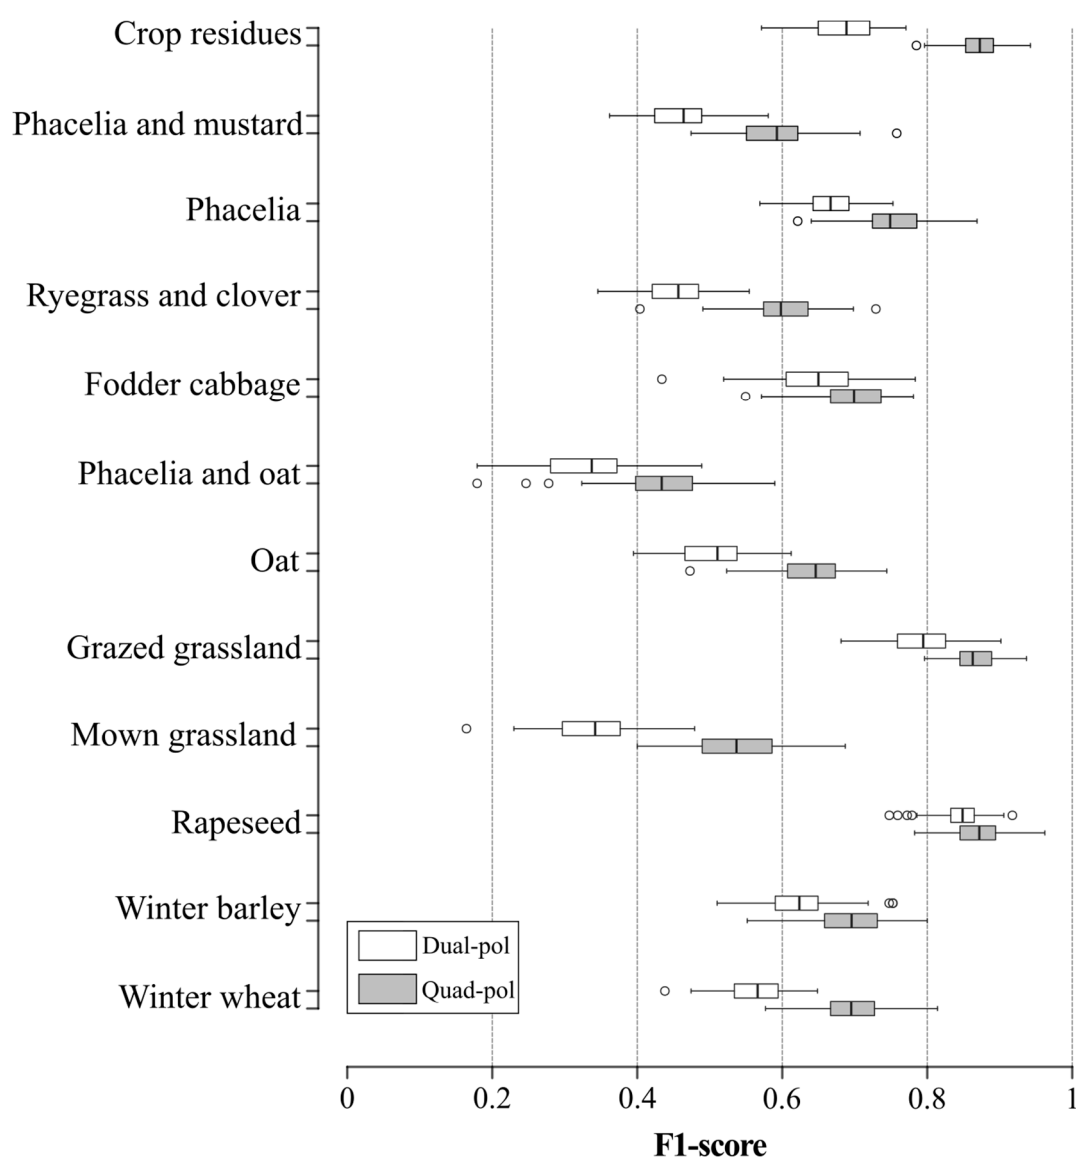 Crop residues
Phacelia and mustard
Phacelia
Ryegrass and clover
Fodder cabbage
Phacelia and oat
Oat
Grazed grassland
Mown grassland
Rapeseed
Winter barley
Dual-pol
Quad-pol
Winter wheat
0 0.2 0.4 0.6 0.8 1
F1-score